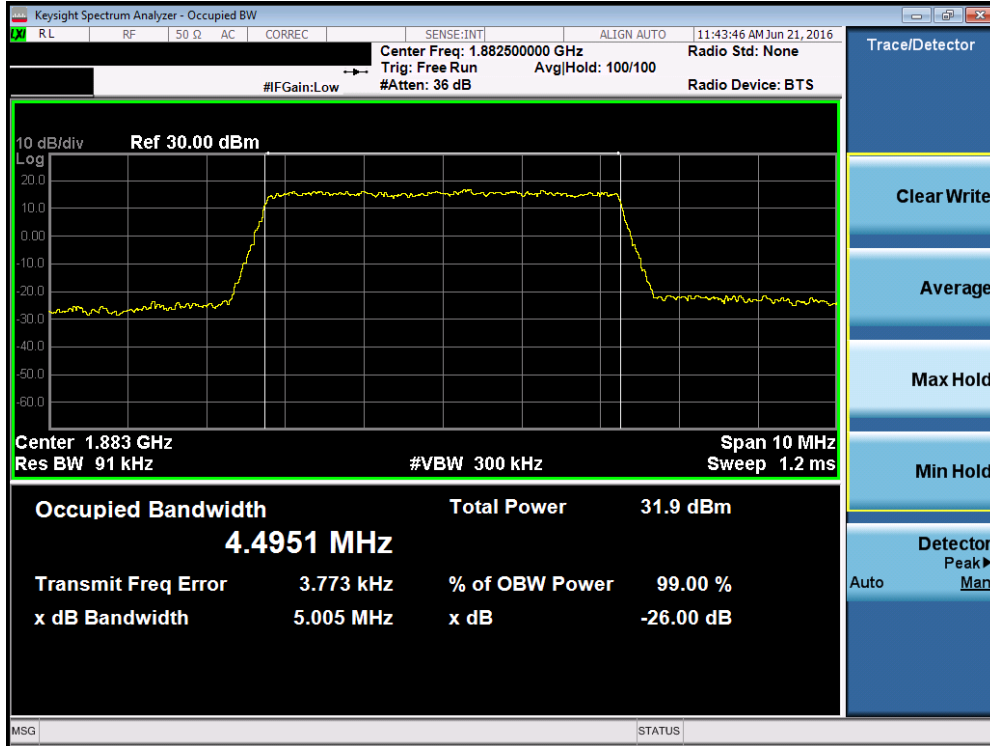 Keysight Spectrum Analyzer - Occupied BW
LXI RL RF 50 Ω AC CORREC SENSE:INT ALIGN AUTO 11:43:46 AM Jun 21, 2016
Center Freq: 1.882500000 GHz Radio Std: None
Trig: Free Run Avg|Hold: 100/100
#IFGain:Low #Atten: 36 dB Radio Device: BTS
10 dB/div Ref 30.00 dBm
Log
20.0
10.0
0.00
-10.0
-20.0
-30.0
-40.0
-50.0
-60.0
Center 1.883 GHz Span 10 MHz
Res BW 91 kHz #VBW 300 kHz Sweep 1.2 ms
Occupied Bandwidth Total Power 31.9 dBm
4.4951 MHz
Transmit Freq Error 3.773 kHz % of OBW Power 99.00 %
x dB Bandwidth 5.005 MHz x dB -26.00 dB
MSG STATUS
Trace/Detector
Clear Write
Average
Max Hold
Min Hold
Detector
Peak▶
Auto Man